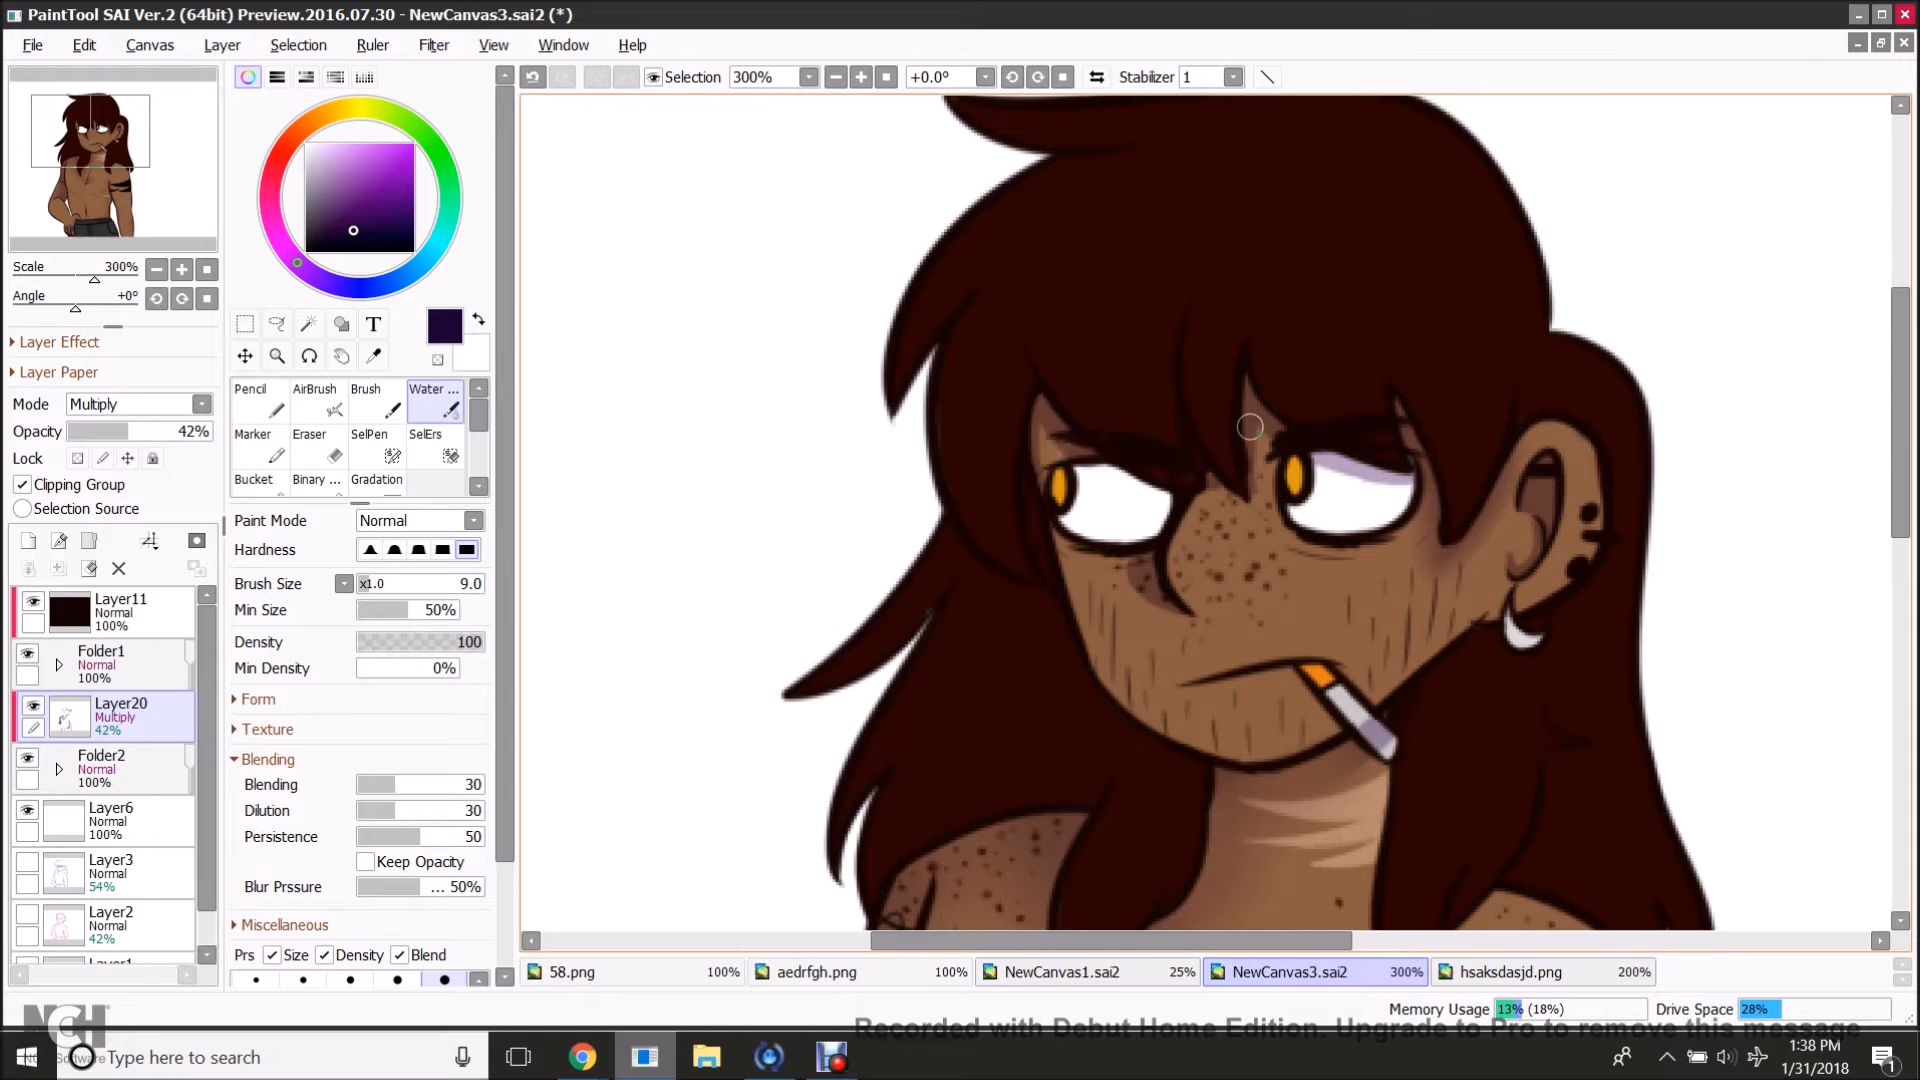 PaintTool SAI Ver.2 (64bit) Preview.2016.07.30 - NewCanvas3.sai2 (*)
File Edit Canvas Layer Selection Ruler Filter View Window Help
Selection 300% +0.0° Stabilizer 1
Scale 300%
Angle +0°
Layer Effect
Layer Paper
Mode Multiply
Opacity 42%
Lock
Clipping Group
Selection Source
Layer11
Normal
100%
Folder1
Normal
100%
Layer20
Multiply
42%
Folder2
Normal
100%
Layer6
Normal
100%
Layer3
54%
Layer2
42%
Layer1
T
Pencil AirBrush Brush Water ...
Marker Eraser SelPen SelErs
Bucket Binary ... Gradation
Paint Mode Normal
Hardness
Brush Size x1.0 9.0
Min Size 50%
Density 100
Min Density 0%
Form
Texture
Blending
Blending 30
Dilution 30
Persistence 50
Keep Opacity
Blur Prssure ... 50%
Miscellaneous
Prs Size Density Blend
58.png 100% aedrfgh.png 100% NewCanvas1.sai2 25% NewCanvas3.sai2 300% hsaksdasjd.png 200%
Memory Usage 13% (18%) Drive Space 28%
Recorded with Debut Home Edition. Upgrade to Pro to remove this message
NCH
NCH Software
Type here to search
1:38 PM
1/31/2018
1